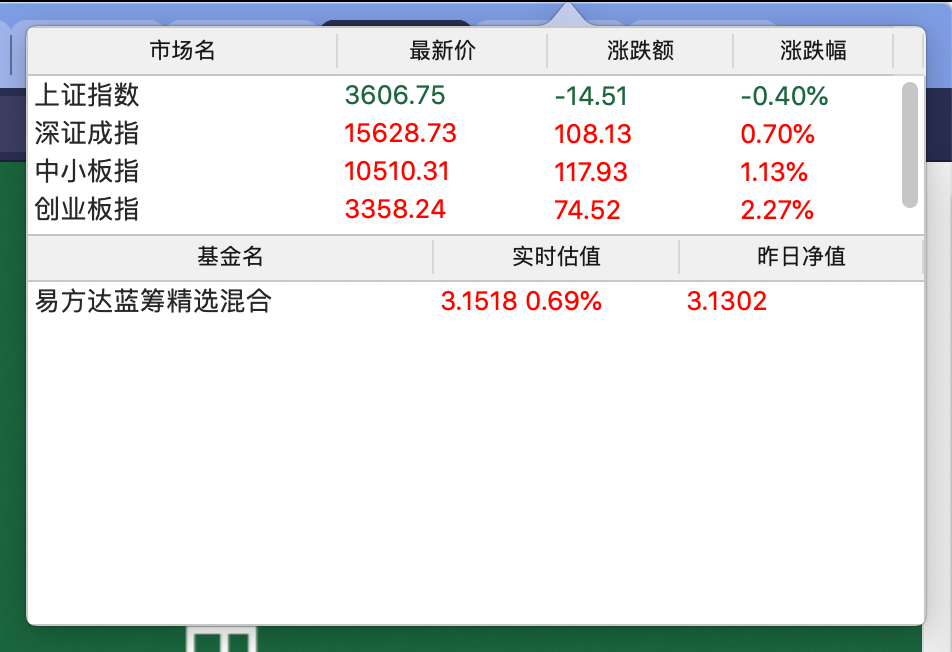 市场名 最新价 涨跌额 涨跌幅
上证指数 3606.75 -14.51 -0.40%
深证成指 15628.73 108.13 0.70%
中小板指 10510.31 117.93 1.13%
创业板指 3358.24 74.52 2.27%
基金名 实时估值 昨日净值
易方达蓝筹精选混合 3.1518 0.69% 3.1302